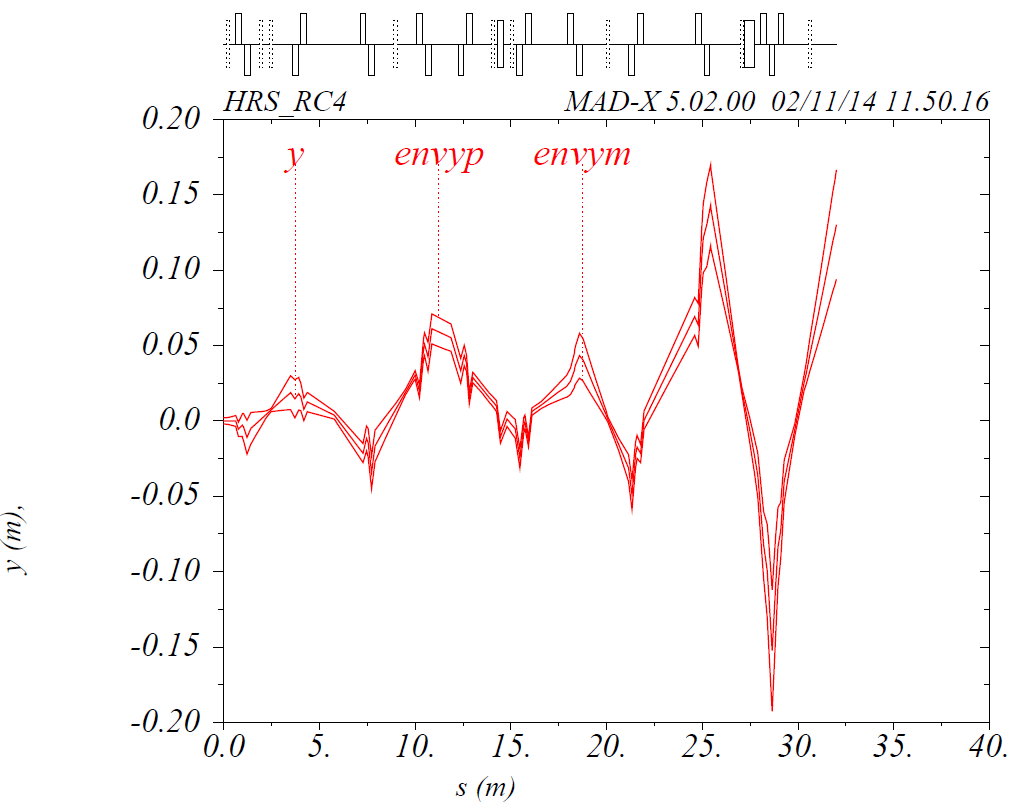 HRS_RC4 MAD-X 5.02.00 02/11/14 11.50.16
0.20
y envyp envym
0.15
0.10
0.05
0.0
-0.05
-0.10
-0.15
-0.20
y (m),
0.0 5. 10. 15. 20. 25. 30. 35. 40.
s (m)